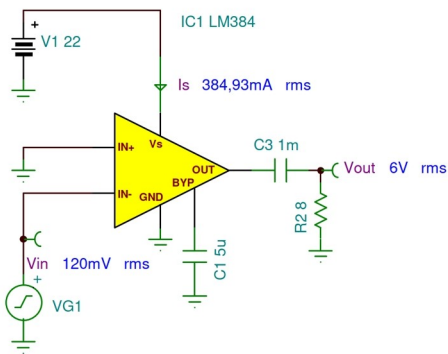 IC1 LM384
+
V1 22
Is 384,93mA rms
IN+
Vs
C3 1m
OUT
Vout 6V rms
BYP
IN-
GND
R2 8
C1 5u
Vin 120mV rms
+
VG1